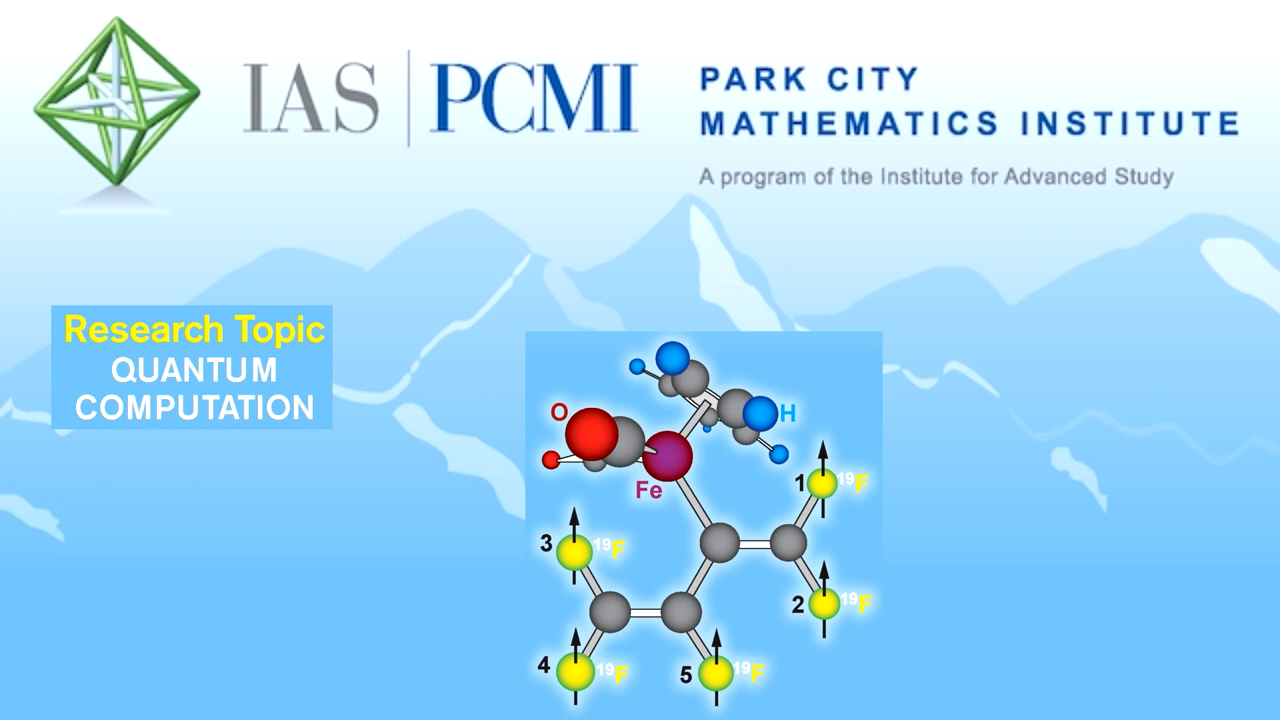 IAS | PCMI
PARK CITY
MATHEMATICS INSTITUTE
A program of the Institute for Advanced Study
Research Topic
QUANTUM
COMPUTATION
O
H
Fe
1 ¹⁹F
3 ¹⁹F
2 ¹⁹F
4 ¹⁹F
5 ¹⁹F